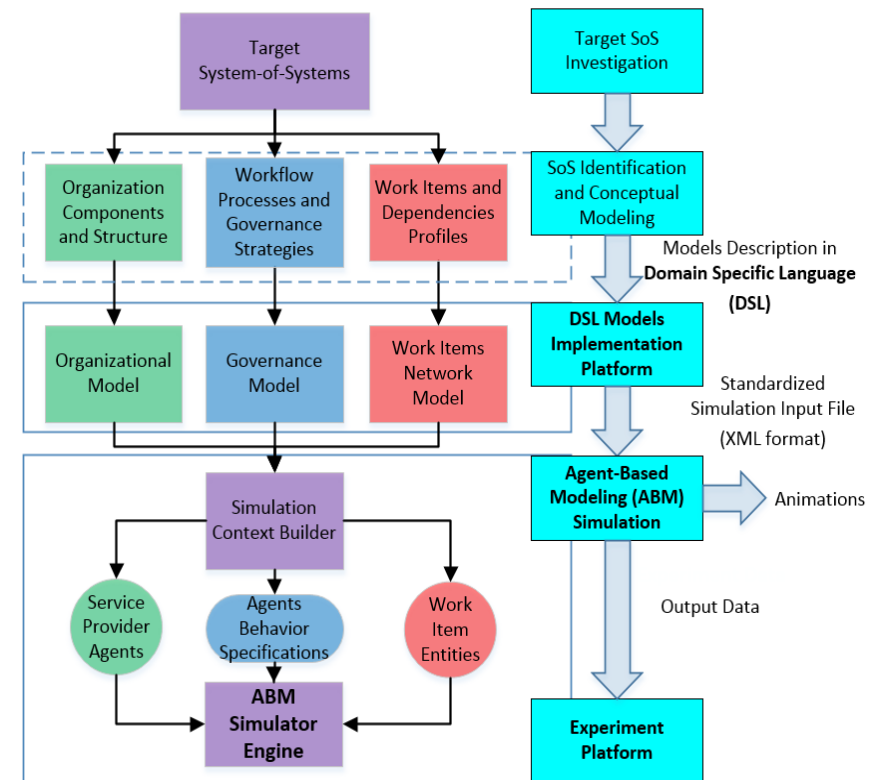 Target
System-of-Systems
Target SoS
Investigation
Organization
Components
and Structure
Workflow
Processes and
Governance
Strategies
Work Items and
Dependencies
Profiles
SoS Identification
and Conceptual
Modeling
Models Description in
Domain Specific Language
(DSL)
Organizational
Model
Governance
Model
Work Items
Network
Model
DSL Models
Implementation
Platform
Standardized
Simulation Input File
(XML format)
Simulation
Context Builder
Agent-Based
Modeling (ABM)
Simulation
Animations
Service
Provider
Agents
Agents
Behavior
Specifications
Work
Item
Entities
Output Data
ABM
Simulator
Engine
Experiment
Platform